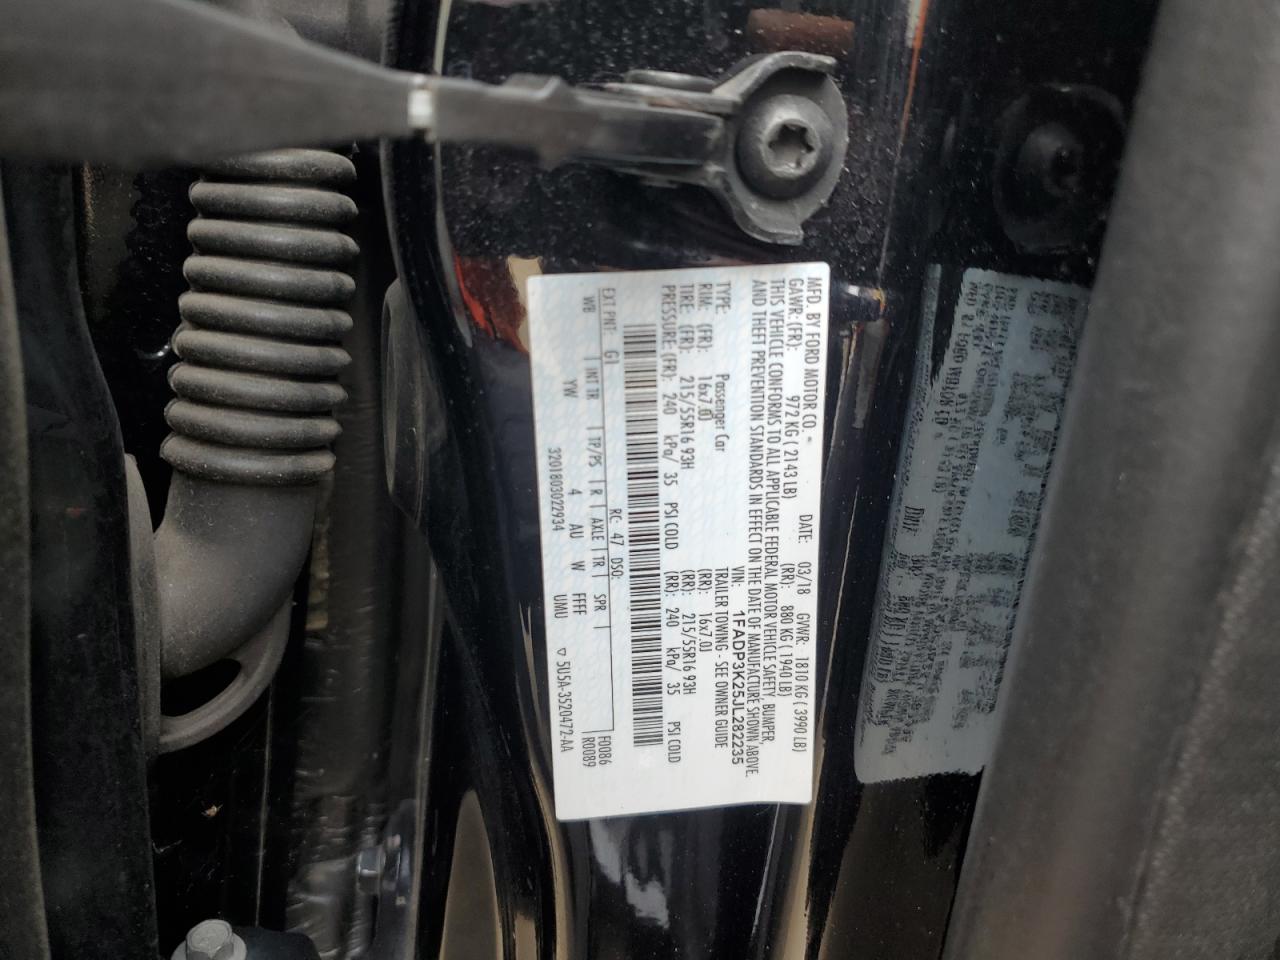 MFD. BY FORD MOTOR CO.
DATE: 03/18 GVWR: 1810 KG ( 3990 LB)
GAWR: (FR): 972 KG ( 2143 LB) (RR): 880 KG ( 1940 LB)
THIS VEHICLE CONFORMS TO ALL APPLICABLE FEDERAL MOTOR VEHICLE SAFETY, BUMPER,
AND THEFT PREVENTION STANDARDS IN EFFECT ON THE DATE OF MANUFACTURE SHOWN ABOVE.
VIN: 1FADP3K25JL282235
TYPE: Passenger Car TRAILER TOWING - SEE OWNER GUIDE
RIM: (FR): 16x7.0J (RR): 16x7.0J
TIRE: (FR): 215/55R16 93H (RR): 215/55R16 93H
PRESSURE: (FR): 240 kPa/ 35 PSI COLD (RR): 240 kPa/ 35 PSI COLD
RC: 47 DSO: F0086
EXT PNT: G1 R0089
INT TR TP/PS R AXLE TR SPR
WB YW 4 AU W FFFF
3201803022934 UMU ▽ 5U5A-3520472-AA